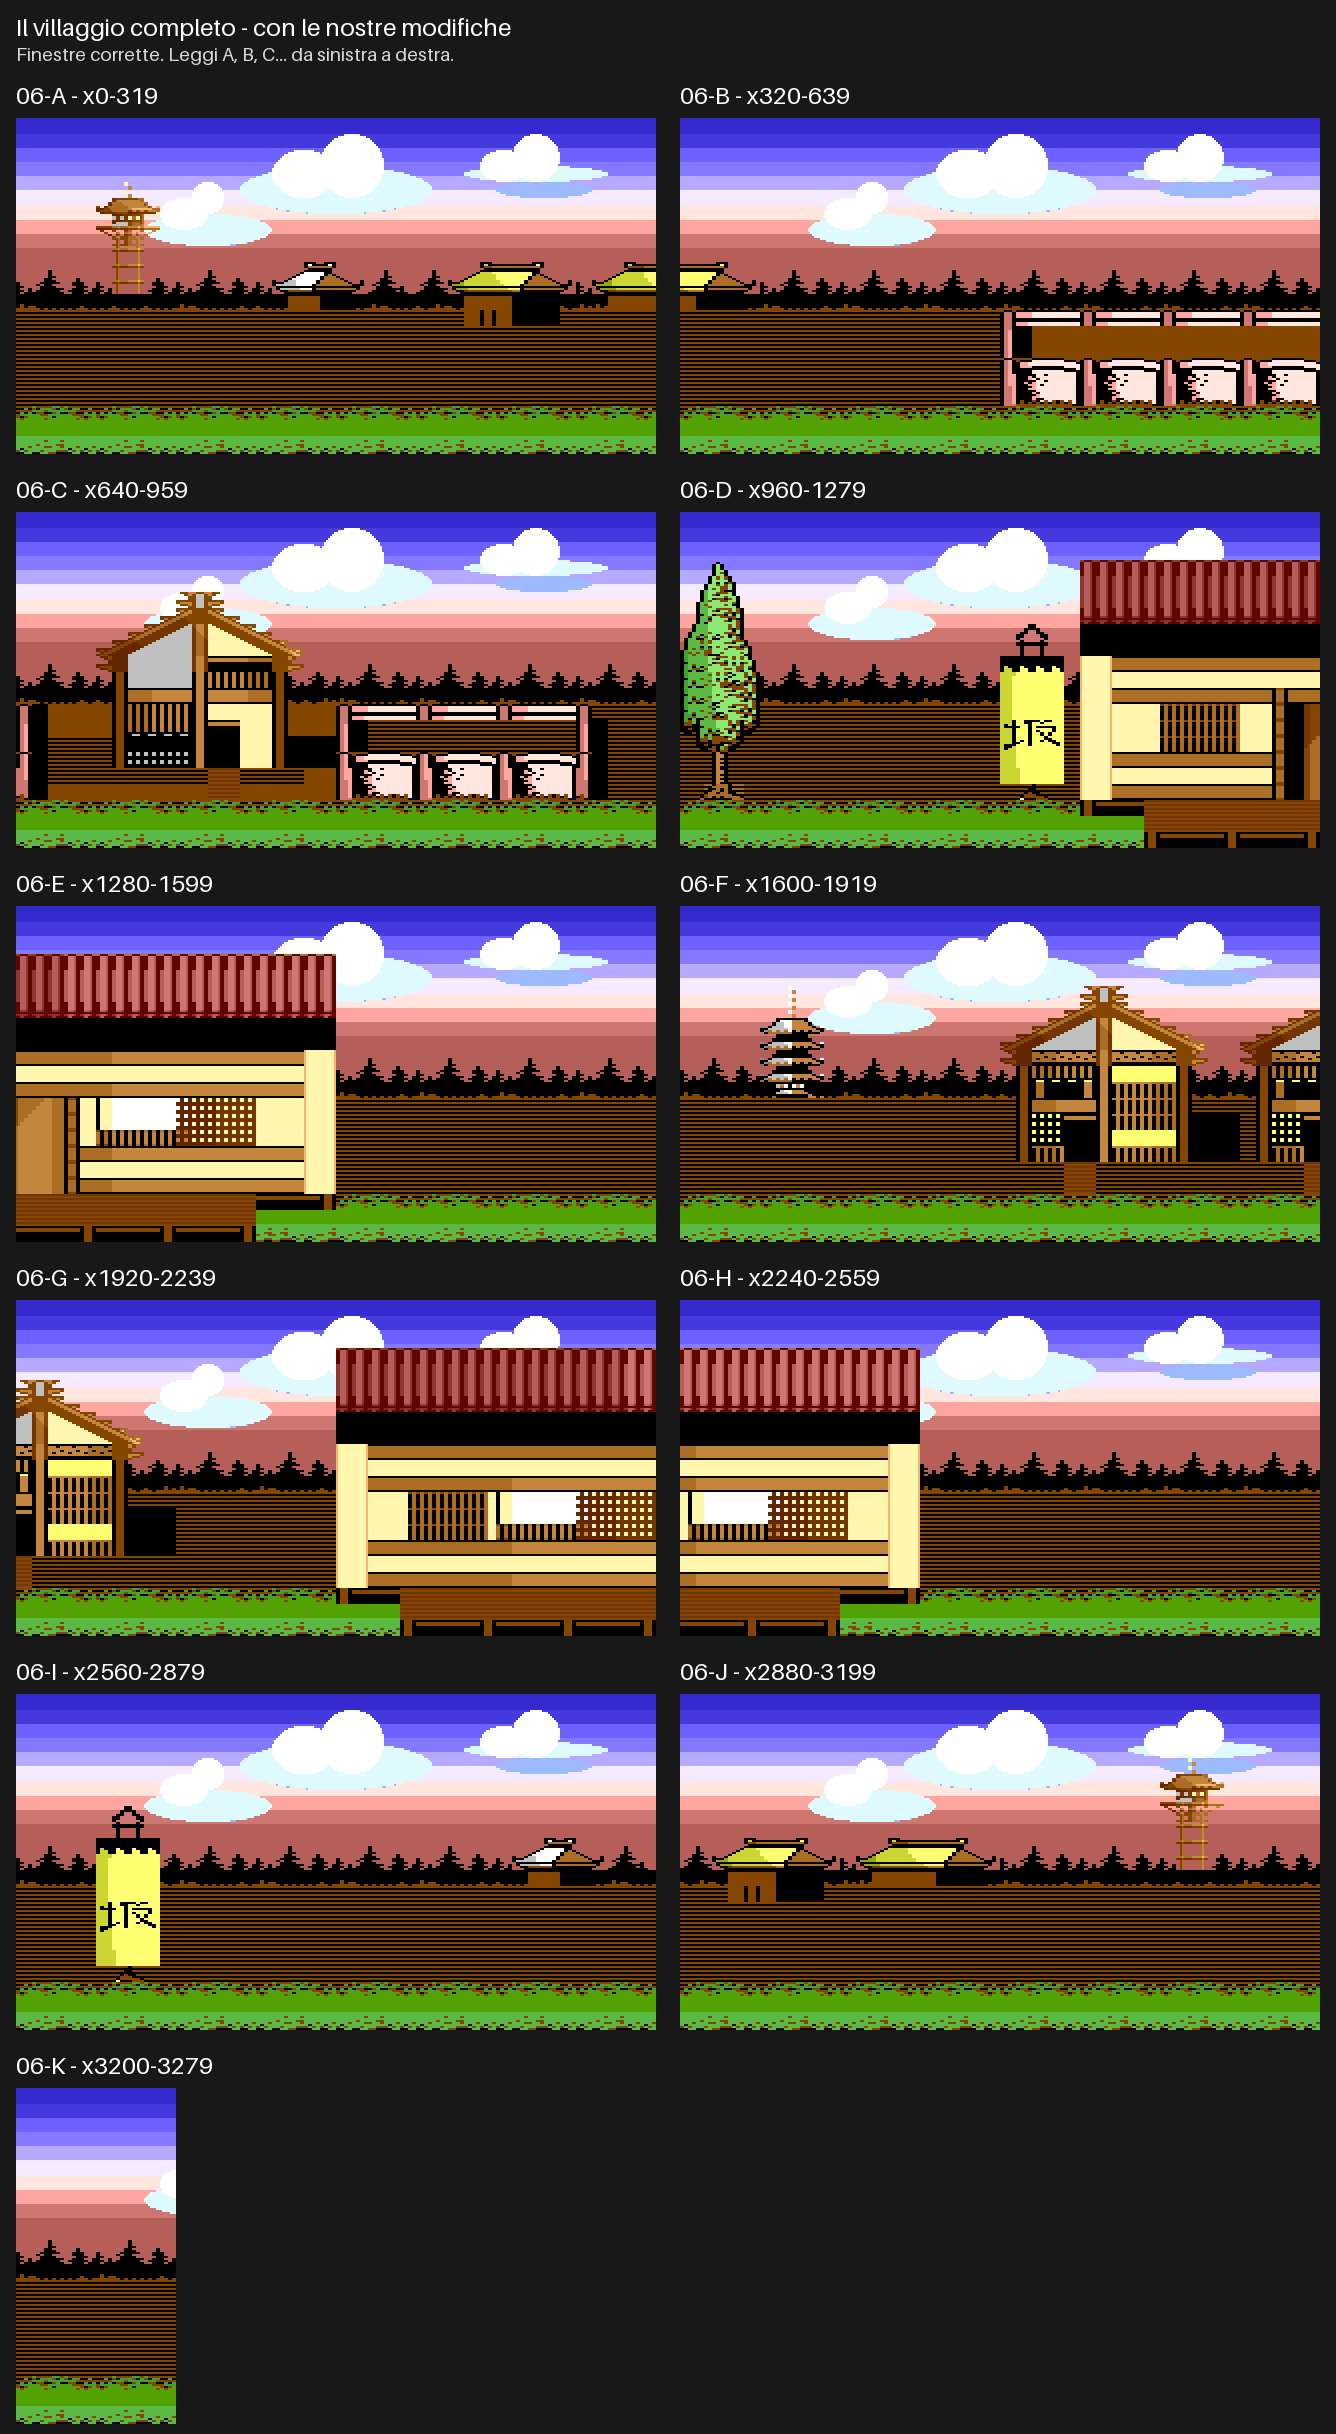 Il villaggio completo - con le nostre modifiche
Finestre corrette. Leggi A, B, C... da sinistra a destra.
06-A - x0-319
06-B - x320-639
06-C - x640-959
06-D - x960-1279
06-E - x1280-1599
06-F - x1600-1919
06-G - x1920-2239
06-H - x2240-2559
06-I - x2560-2879
06-J - x2880-3199
06-K - x3200-3279